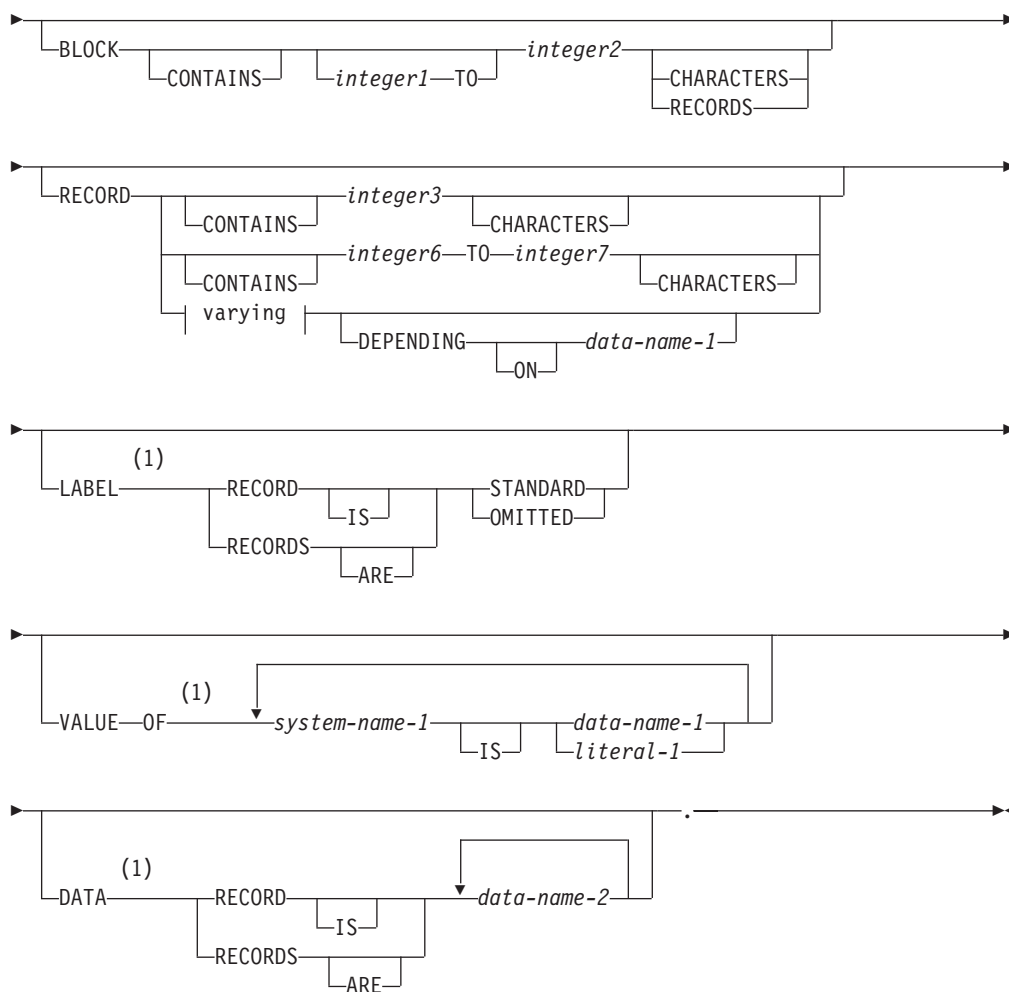 BLOCK CONTAINS integer1 TO integer2 CHARACTERS
RECORDS
RECORD CONTAINS integer3 CHARACTERS
CONTAINS integer6 TO integer7 CHARACTERS
varying DEPENDING ON data-name-1
LABEL (1) RECORD IS STANDARD
OMITTED
RECORDS ARE
VALUE OF (1) system-name-1 IS data-name-1
literal-1
DATA (1) RECORD IS data-name-2 .
RECORDS ARE